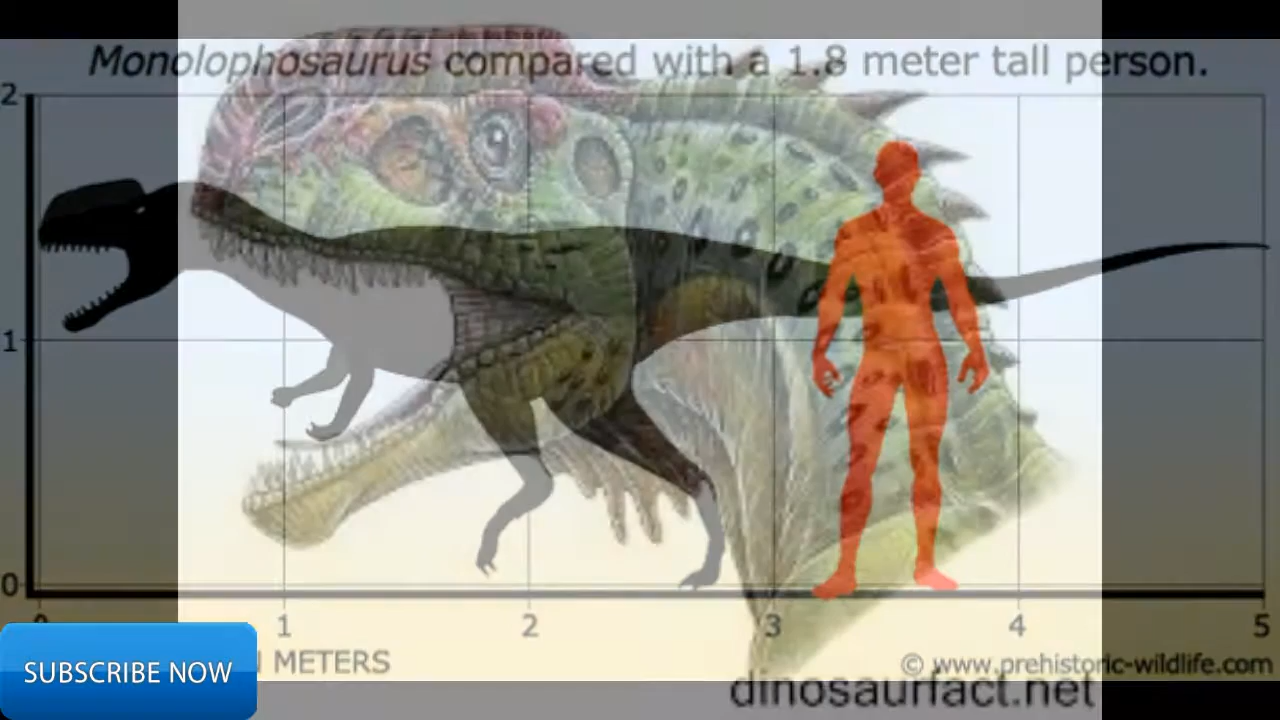 Monolophosaurus compared with a 1.8 meter tall person.
2
1
0
0 1 2 3 4 5
METERS
© www.prehistoric-wildlife.com
SUBSCRIBE NOW
dinosaurfact.net